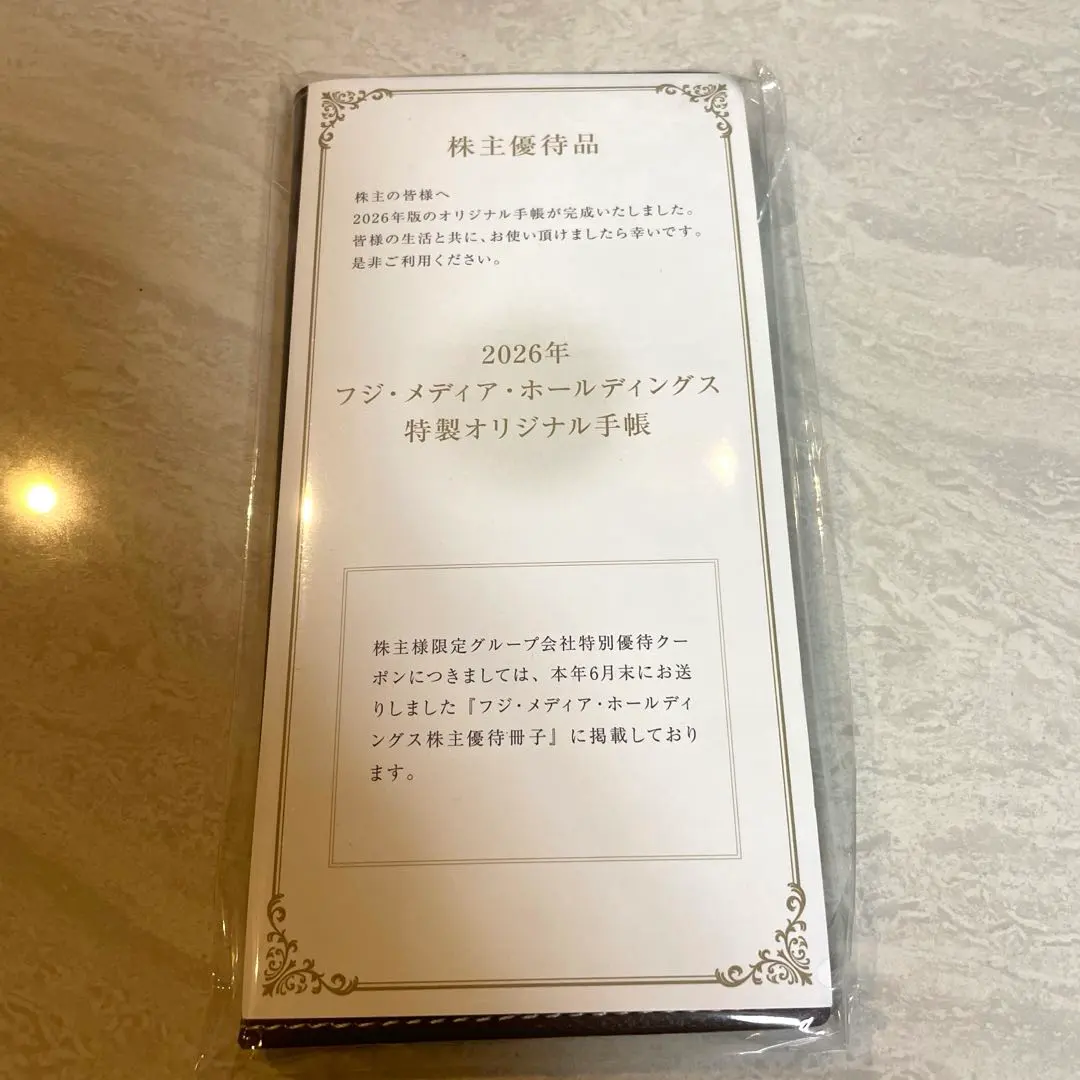 株主優待品
株主の皆様へ
2026年版のオリジナル手帳が完成いたしました。
皆様の生活と共に、お使い頂けましたら幸いです。
是非ご利用ください。
2026年
フジ・メディア・ホールディングス
特製オリジナル手帳
株主様限定グループ会社特別優待クー
ポンにつきましては、本年6月末にお送
りしました『フジ・メディア・ホールディ
ングス株主優待冊子』に掲載しており
ます。